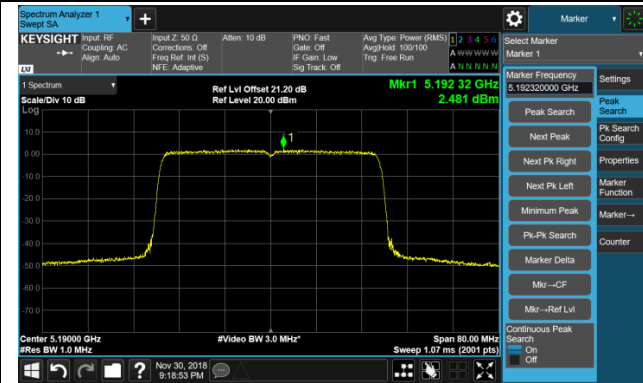 Spectrum Analyzer 1
Swept SA
Marker
KEYSIGHT
Input: RF
Coupling: AC
Align: Auto
Input Z: 50 Ω
Corrections: Off
Freq Ref: Int (S)
NFE: Adaptive
Atten: 10 dB
PNO: Fast
Gate: Off
IF Gain: Low
Sig Track: Off
Avg Type: Power (RMS)
Avg|Hold: 100/100
Trig: Free Run
1 2 3 4 5 6
A W W W W W
A N N N N N
LXI
1 Spectrum
Scale/Div 10 dB
Log
Ref Lvl Offset 21.20 dB
Ref Level 20.00 dBm
Mkr1 5.192 32 GHz
2.481 dBm
10.0
0.00
-10.0
-20.0
-30.0
-40.0
-50.0
-60.0
-70.0
1
Center 5.19000 GHz
#Res BW 1.0 MHz
#Video BW 3.0 MHz*
Span 80.00 MHz
Sweep 1.07 ms (2001 pts)
Select Marker
Marker 1
Marker Frequency
5.192320000 GHz
Peak Search
Next Peak
Next Pk Right
Next Pk Left
Minimum Peak
Pk-Pk Search
Marker Delta
Mkr→CF
Mkr→Ref Lvl
Continuous Peak
Search
On
Off
Settings
Peak
Search
Pk Search
Config
Properties
Marker
Function
Marker→
Counter
?
Nov 30, 2018
9:18:53 PM